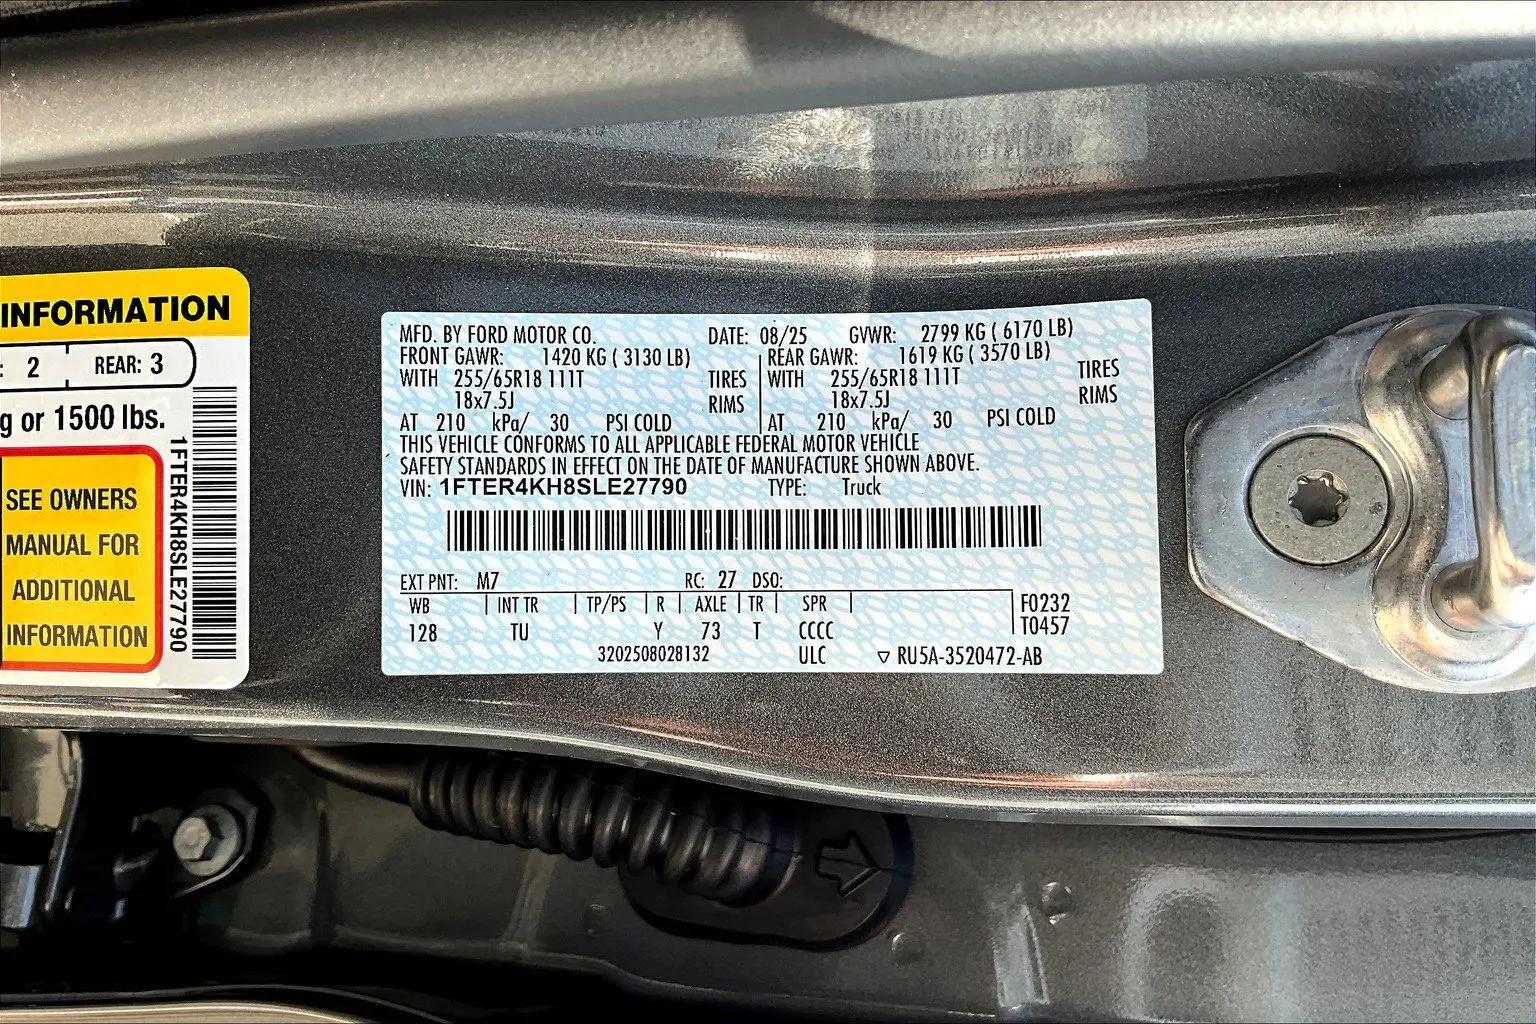 INFORMATION
: 2 REAR: 3
g or 1500 lbs.
SEE OWNERS
MANUAL FOR
ADDITIONAL
INFORMATION
1FTER4KH8SLE27790
MFD. BY FORD MOTOR CO. DATE: 08/25 GVWR: 2799 KG ( 6170 LB)
FRONT GAWR: 1420 KG ( 3130 LB) REAR GAWR: 1619 KG ( 3570 LB)
WITH 255/65R18 111T TIRES WITH 255/65R18 111T TIRES
18x7.5J RIMS 18x7.5J RIMS
AT 210 kPa/ 30 PSI COLD AT 210 kPa/ 30 PSI COLD
THIS VEHICLE CONFORMS TO ALL APPLICABLE FEDERAL MOTOR VEHICLE
SAFETY STANDARDS IN EFFECT ON THE DATE OF MANUFACTURE SHOWN ABOVE.
VIN: 1FTER4KH8SLE27790 TYPE: Truck
EXT PNT: M7 RC: 27 DSO:
WB | INT TR | TP/PS | R | AXLE | TR | SPR | F0232
128 TU Y 73 T CCCC T0457
3202508028132 ULC ▽ RU5A-3520472-AB